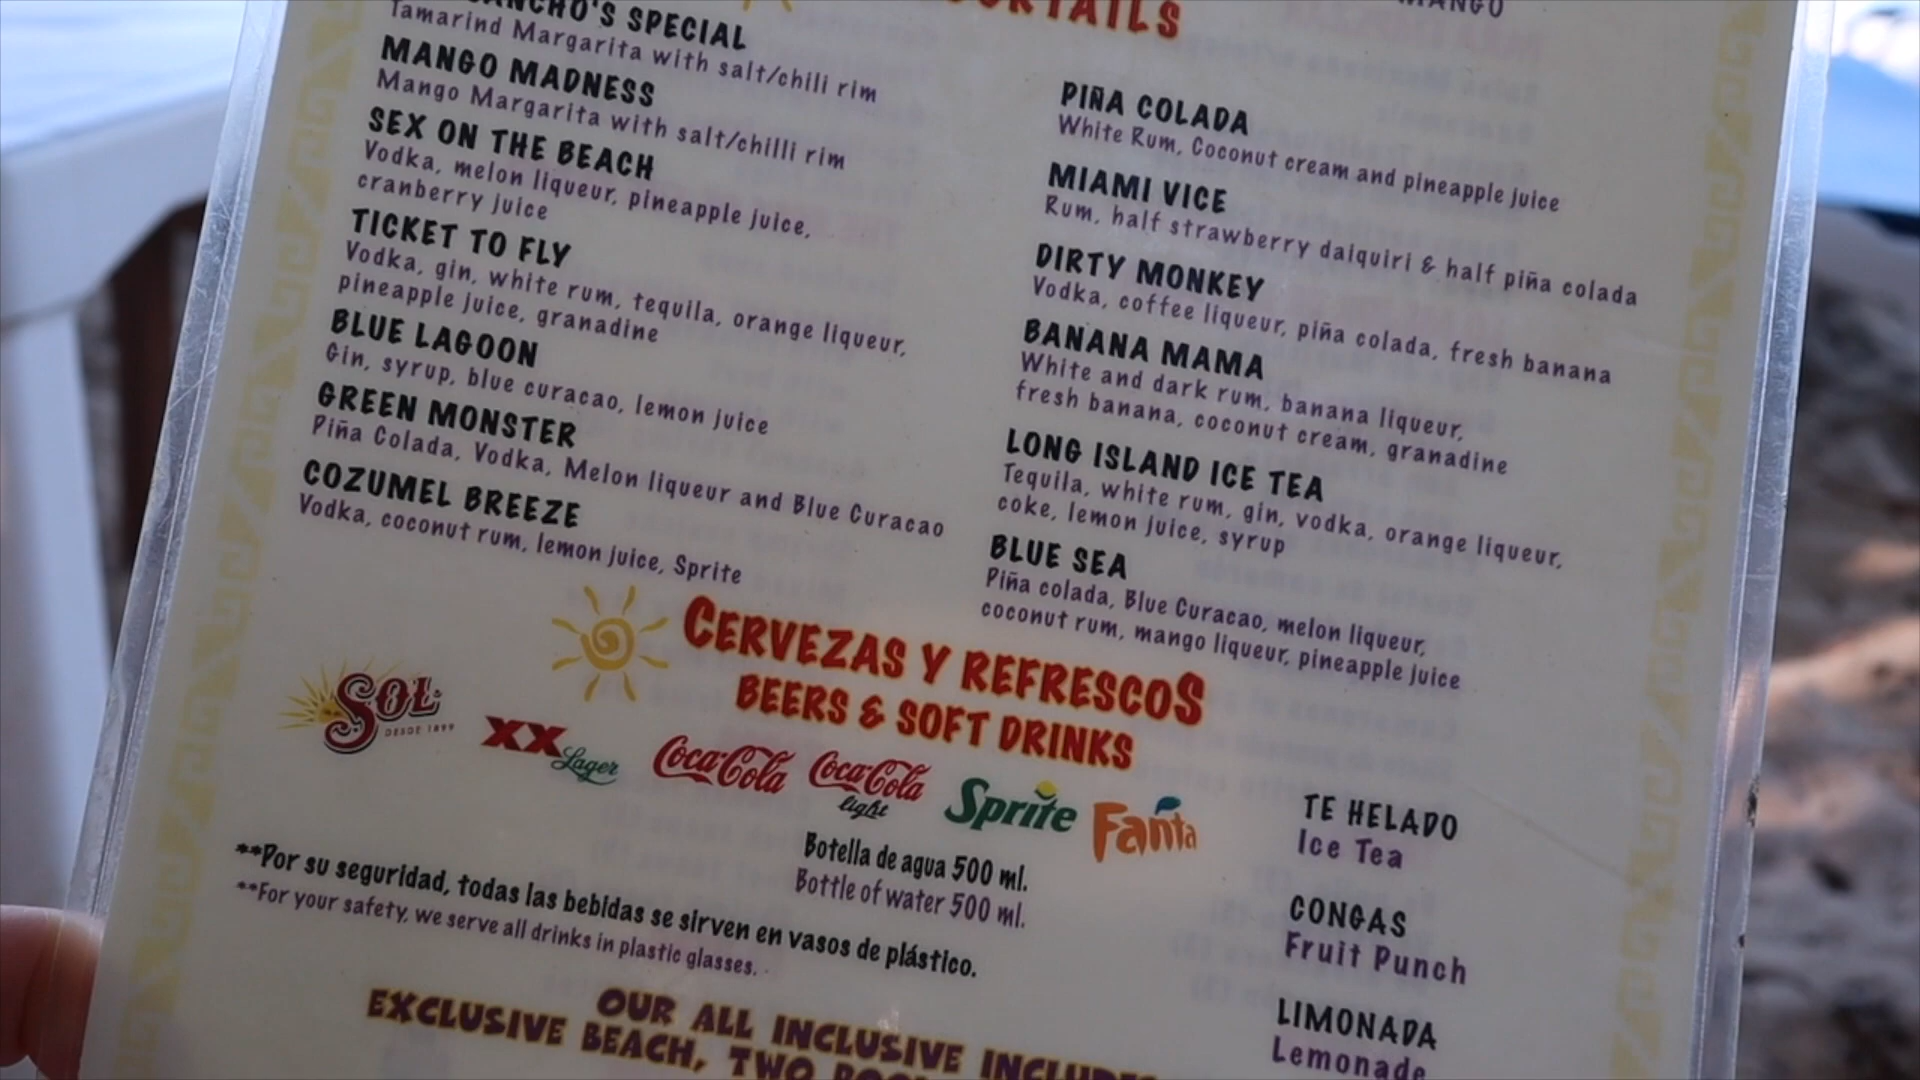 SPECIAL
Tamarind Margarita with salt/chili rim
MANGO MADNESS
Mango Margarita with salt/chilli rim
SEX ON THE BEACH
Vodka, melon liqueur, pineapple juice,
cranberry juice
TICKET TO FLY
Vodka, gin, white rum, tequila, orange liqueur,
pineapple juice, granadine
BLUE LAGOON
Gin, syrup, blue curacao, lemon juice
GREEN MONSTER
Piña Colada, Vodka, Melon liqueur and Blue Curacao
COZUMEL BREEZE
Vodka, coconut rum, lemon juice, Sprite
MANGO
PIÑA COLADA
White Rum, Coconut cream and pineapple juice
MIAMI VICE
Rum, half strawberry daiquiri & half piña colada
DIRTY MONKEY
Vodka, coffee liqueur, piña colada, fresh banana
BANANA MAMA
White and dark rum, banana liqueur,
fresh banana, coconut cream, granadine
LONG ISLAND ICE TEA
Tequila, white rum, gin, vodka, orange liqueur,
coke, lemon juice, syrup
BLUE SEA
Piña colada, Blue Curacao, melon liqueur,
coconut rum, mango liqueur, pineapple juice
CERVEZAS Y REFRESCOS
BEERS & SOFT DRINKS
SOL
DESDE 1899
XX Lager
Coca-Cola
Coca-Cola light
Sprite
Fanta
Botella de agua 500 ml.
Bottle of water 500 ml.
TE HELADO
Ice Tea
CONGAS
Fruit Punch
LIMONADA
Lemonade
**Por su seguridad, todas las bebidas se sirven en vasos de plástico.
**For your safety, we serve all drinks in plastic glasses.
OUR ALL INCLUSIVE INCLUDES
EXCLUSIVE BEACH, TWO